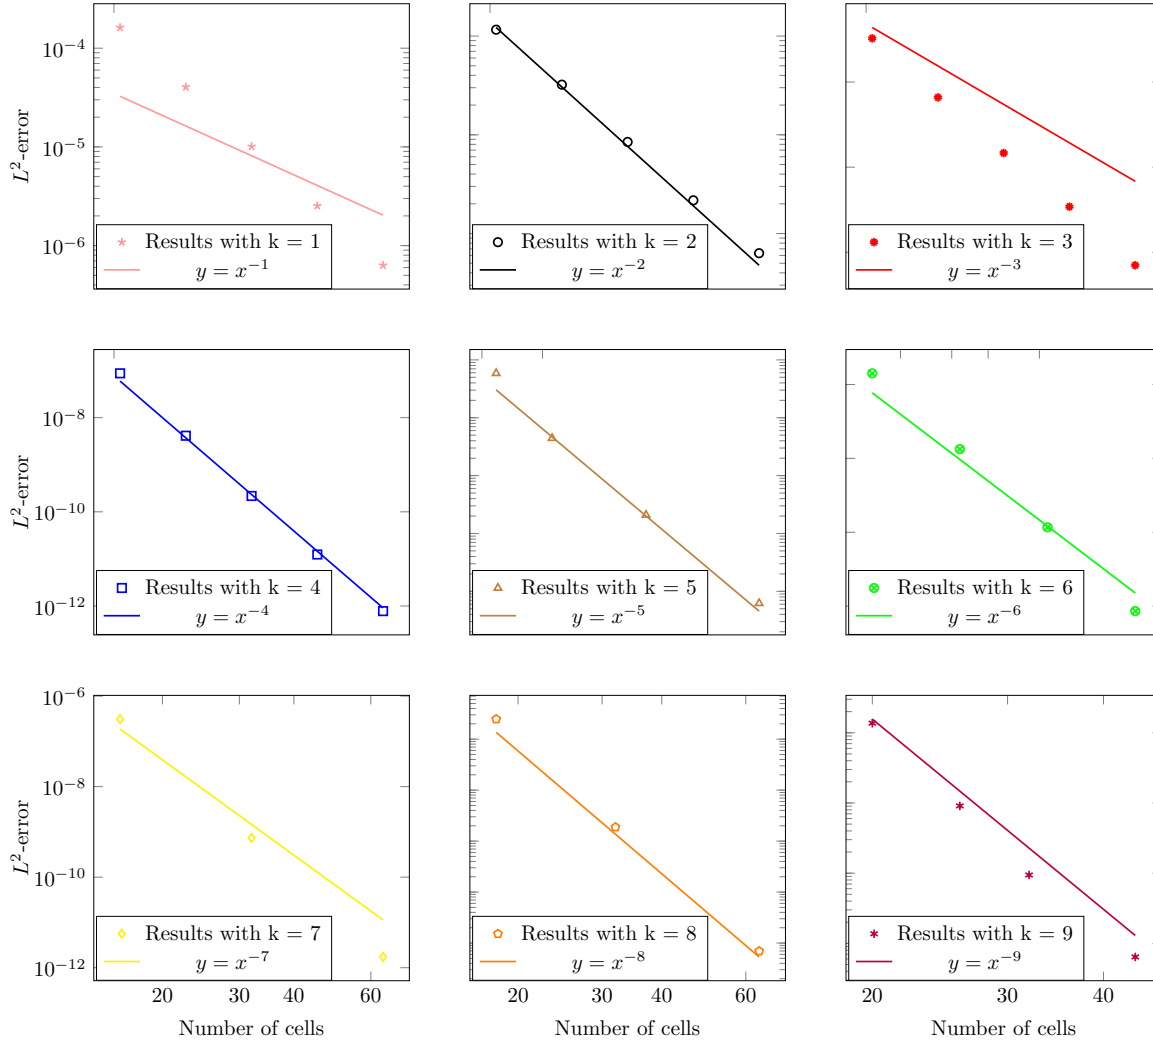 10⁻⁴
10⁻⁵
10⁻⁶
L²-error
Results with k = 1
y = x⁻¹
Results with k = 2
y = x⁻²
Results with k = 3
y = x⁻³
10⁻⁸
10⁻¹⁰
10⁻¹²
L²-error
Results with k = 4
y = x⁻⁴
Results with k = 5
y = x⁻⁵
Results with k = 6
y = x⁻⁶
10⁻⁶
10⁻⁸
10⁻¹⁰
10⁻¹²
L²-error
Results with k = 7
y = x⁻⁷
20 30 40 60
Number of cells
Results with k = 8
y = x⁻⁸
20 30 40 60
Number of cells
Results with k = 9
y = x⁻⁹
20 30 40
Number of cells